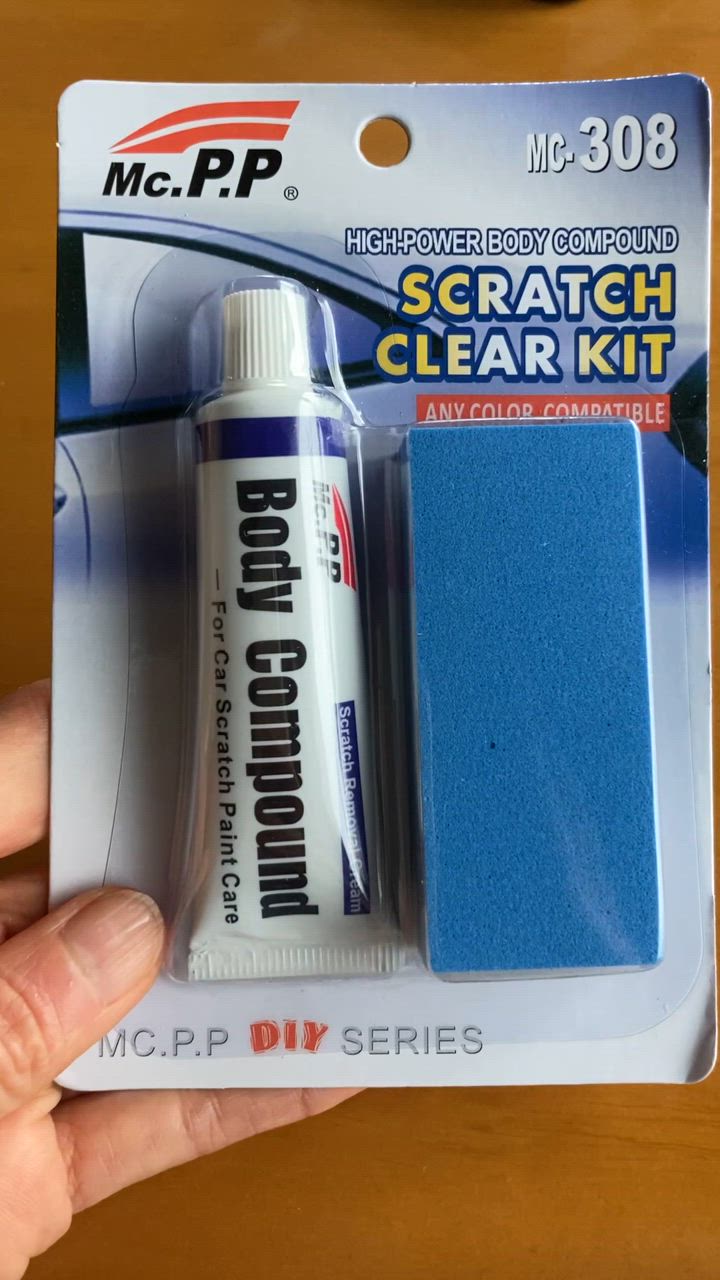 Mc.P.P ®
MC-308
HIGH-POWER BODY COMPOUND
SCRATCH
CLEAR KIT
ANY COLOR COMPATIBLE
Mc.P.P
Body Compound
— For Car Scratch Paint Care
Scratch Removal Cream
MC.P.P DIY SERIES